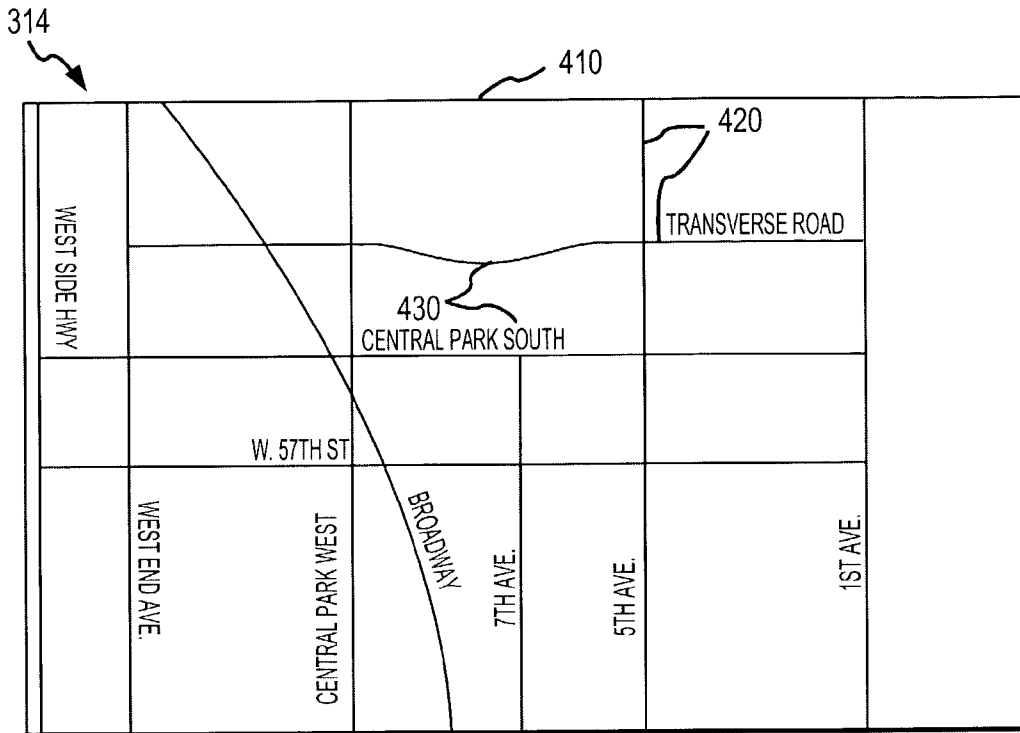 314
410
420
WEST SIDE HWY
TRANSVERSE ROAD
430
CENTRAL PARK SOUTH
W. 57TH ST
WEST END AVE.
CENTRAL PARK WEST
BROADWAY
7TH AVE.
5TH AVE.
1ST AVE.